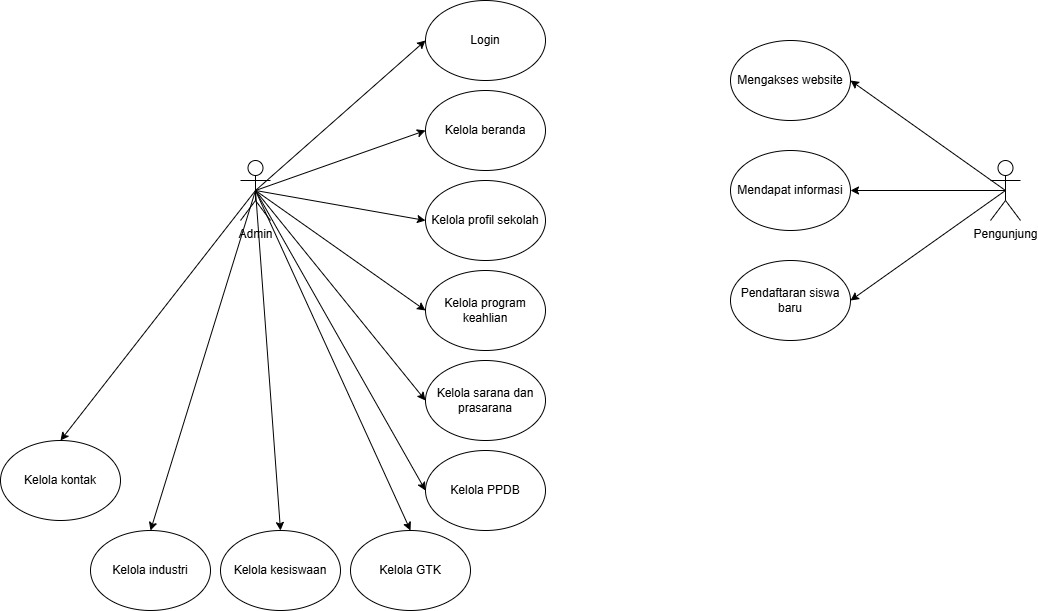 Login
Kelola beranda
Kelola profil sekolah
Kelola program
keahlian
Kelola sarana dan
prasarana
Kelola PPDB
Admin
Kelola kontak
Kelola industri
Kelola kesiswaan
Kelola GTK
Mengakses website
Mendapat informasi
Pendaftaran siswa
baru
Pengunjung